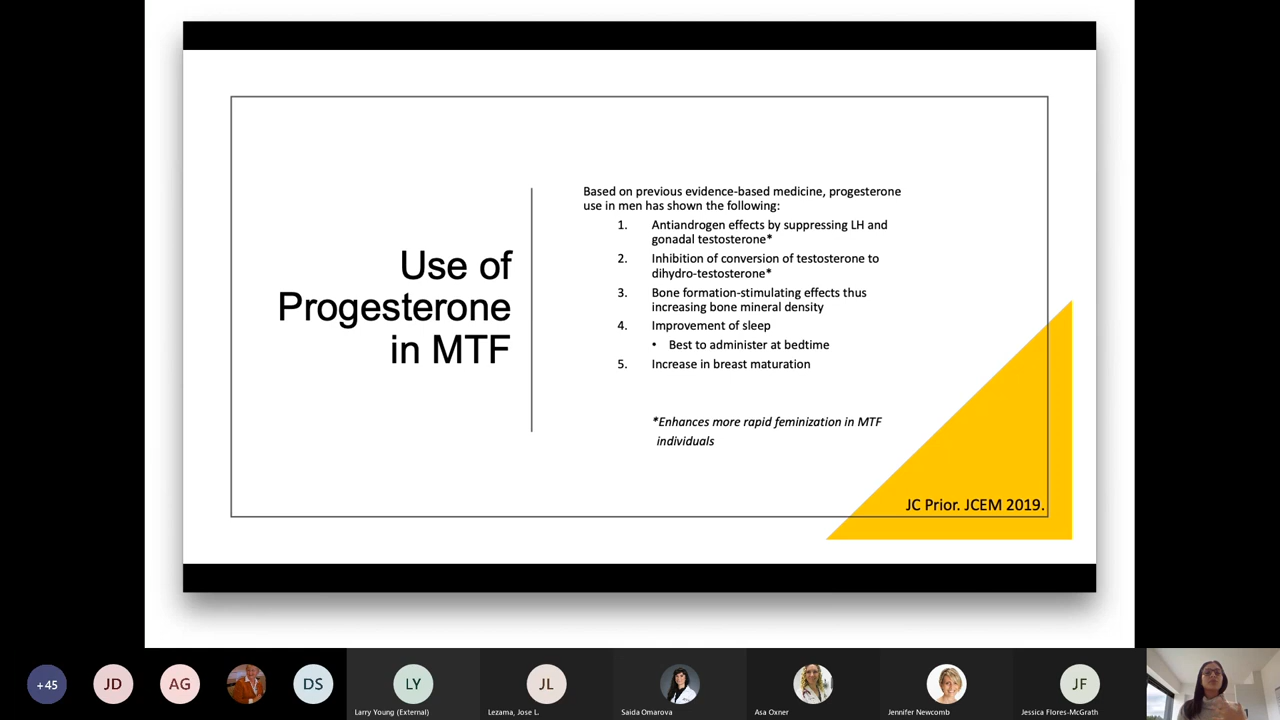 Use of
Progesterone
in MTF
Based on previous evidence-based medicine, progesterone
use in men has shown the following:
1. Antiandrogen effects by suppressing LH and
gonadal testosterone*
2. Inhibition of conversion of testosterone to
dihydro-testosterone*
3. Bone formation-stimulating effects thus
increasing bone mineral density
4. Improvement of sleep
• Best to administer at bedtime
5. Increase in breast maturation
*Enhances more rapid feminization in MTF
individuals
JC Prior. JCEM 2019.
+45
JD
AG
DS
LY
JL
JF
Larry Young (External)
Lezama, Jose L.
Saida Omarova
Asa Oxner
Jennifer Newcomb
Jessica Flores-McGrath